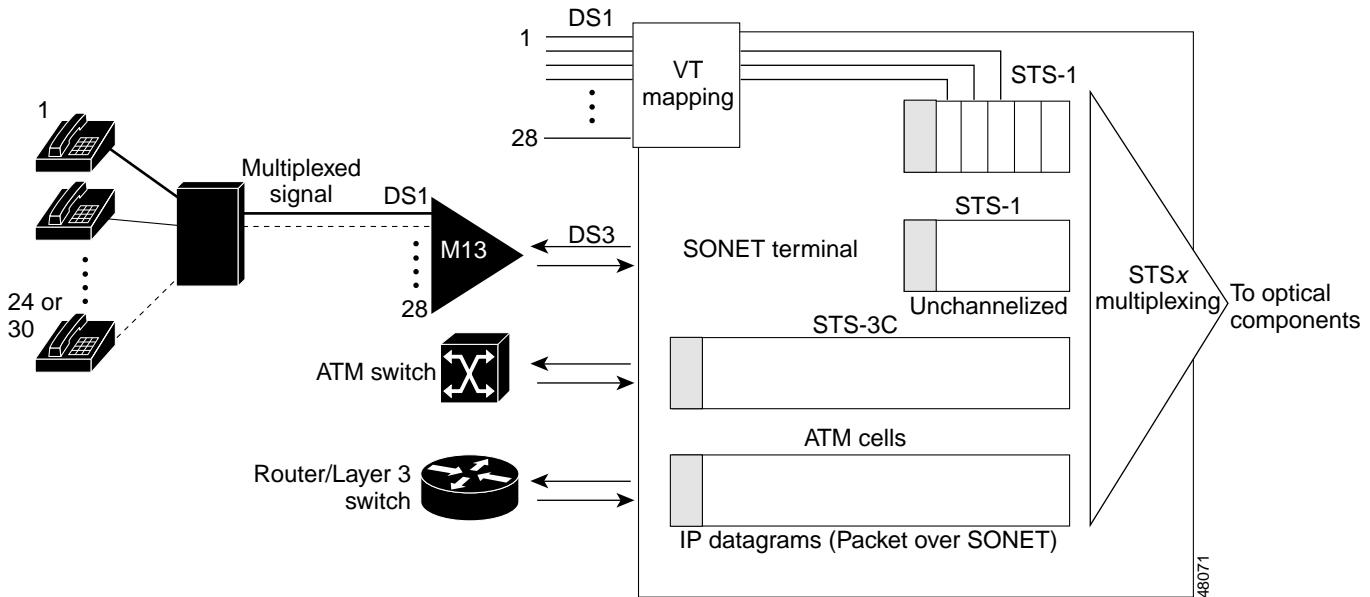 DS1
1
VT
mapping
28
STS-1
1
Multiplexed
signal
DS1
M13
28
24 or
30
DS3
SONET terminal
STS-1
Unchannelized
STSx
multiplexing
To optical
components
STS-3C
ATM switch
ATM cells
Router/Layer 3
switch
IP datagrams (Packet over SONET)
48071